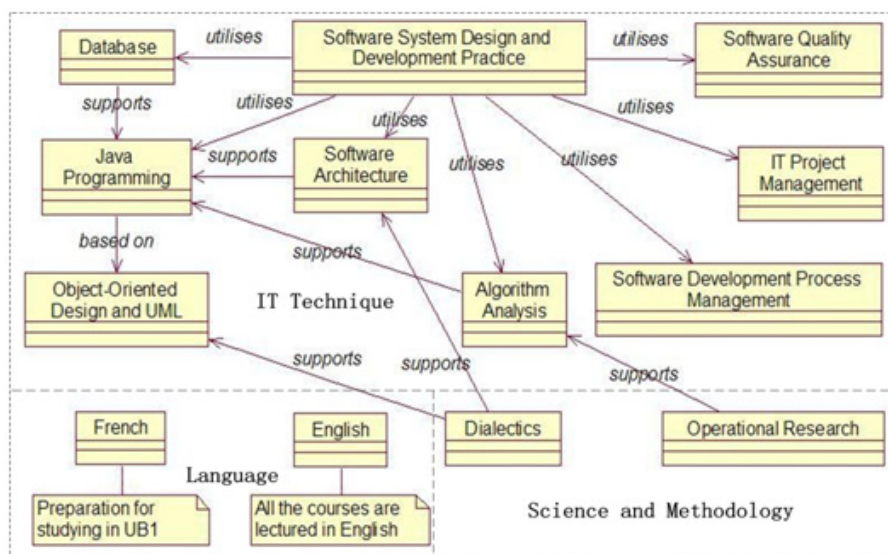 Database
utilises
Software System Design and
Development Practice
utilises
Software Quality
Assurance
supports
utilises
utilises
utilises
Java
Programming
supports
Software
Architecture
utilises
utilises
IT Project
Management
based on
supports
Object-Oriented
Design and UML
IT Technique
Algorithm
Analysis
Software Development Process
Management
supports
supports
supports
French
English
Dialectics
Operational Research
Language
Preparation for
studying in UB1
All the courses are
lectured in English
Science and Methodology